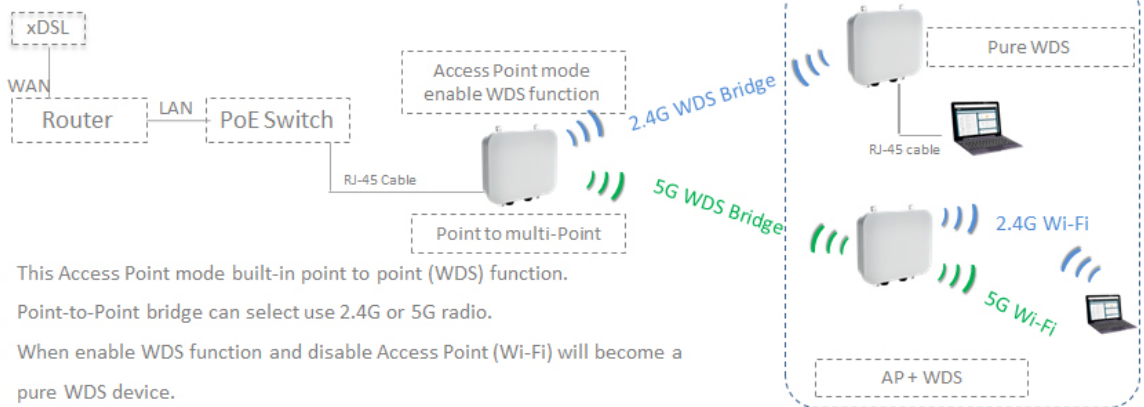 xDSL
WAN
Router
LAN
PoE Switch
RJ-45 Cable
Access Point mode
enable WDS function
Point to multi-Point
2.4G WDS Bridge
5G WDS Bridge
Pure WDS
RJ-45 cable
2.4G Wi-Fi
5G Wi-Fi
AP + WDS
This Access Point mode built-in point to point (WDS) function.
Point-to-Point bridge can select use 2.4G or 5G radio.
When enable WDS function and disable Access Point (Wi-Fi) will become a
pure WDS device.